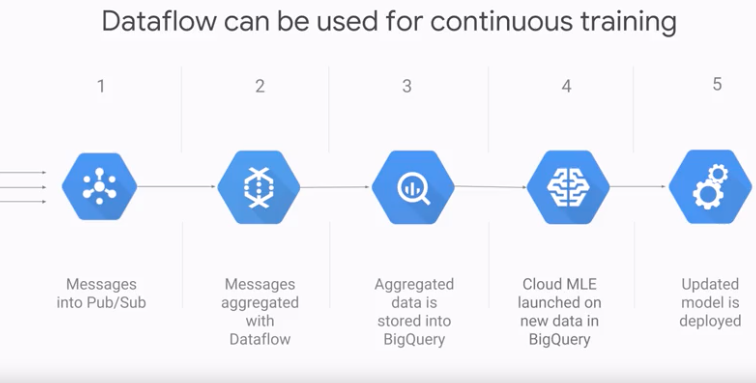 Dataflow can be used for continuous training
1
2
3
4
5
Messages
into Pub/Sub
Messages
aggregated
with
Dataflow
Aggregated
data is
stored into
BigQuery
Cloud MLE
launched on
new data in
BigQuery
Updated
model is
deployed